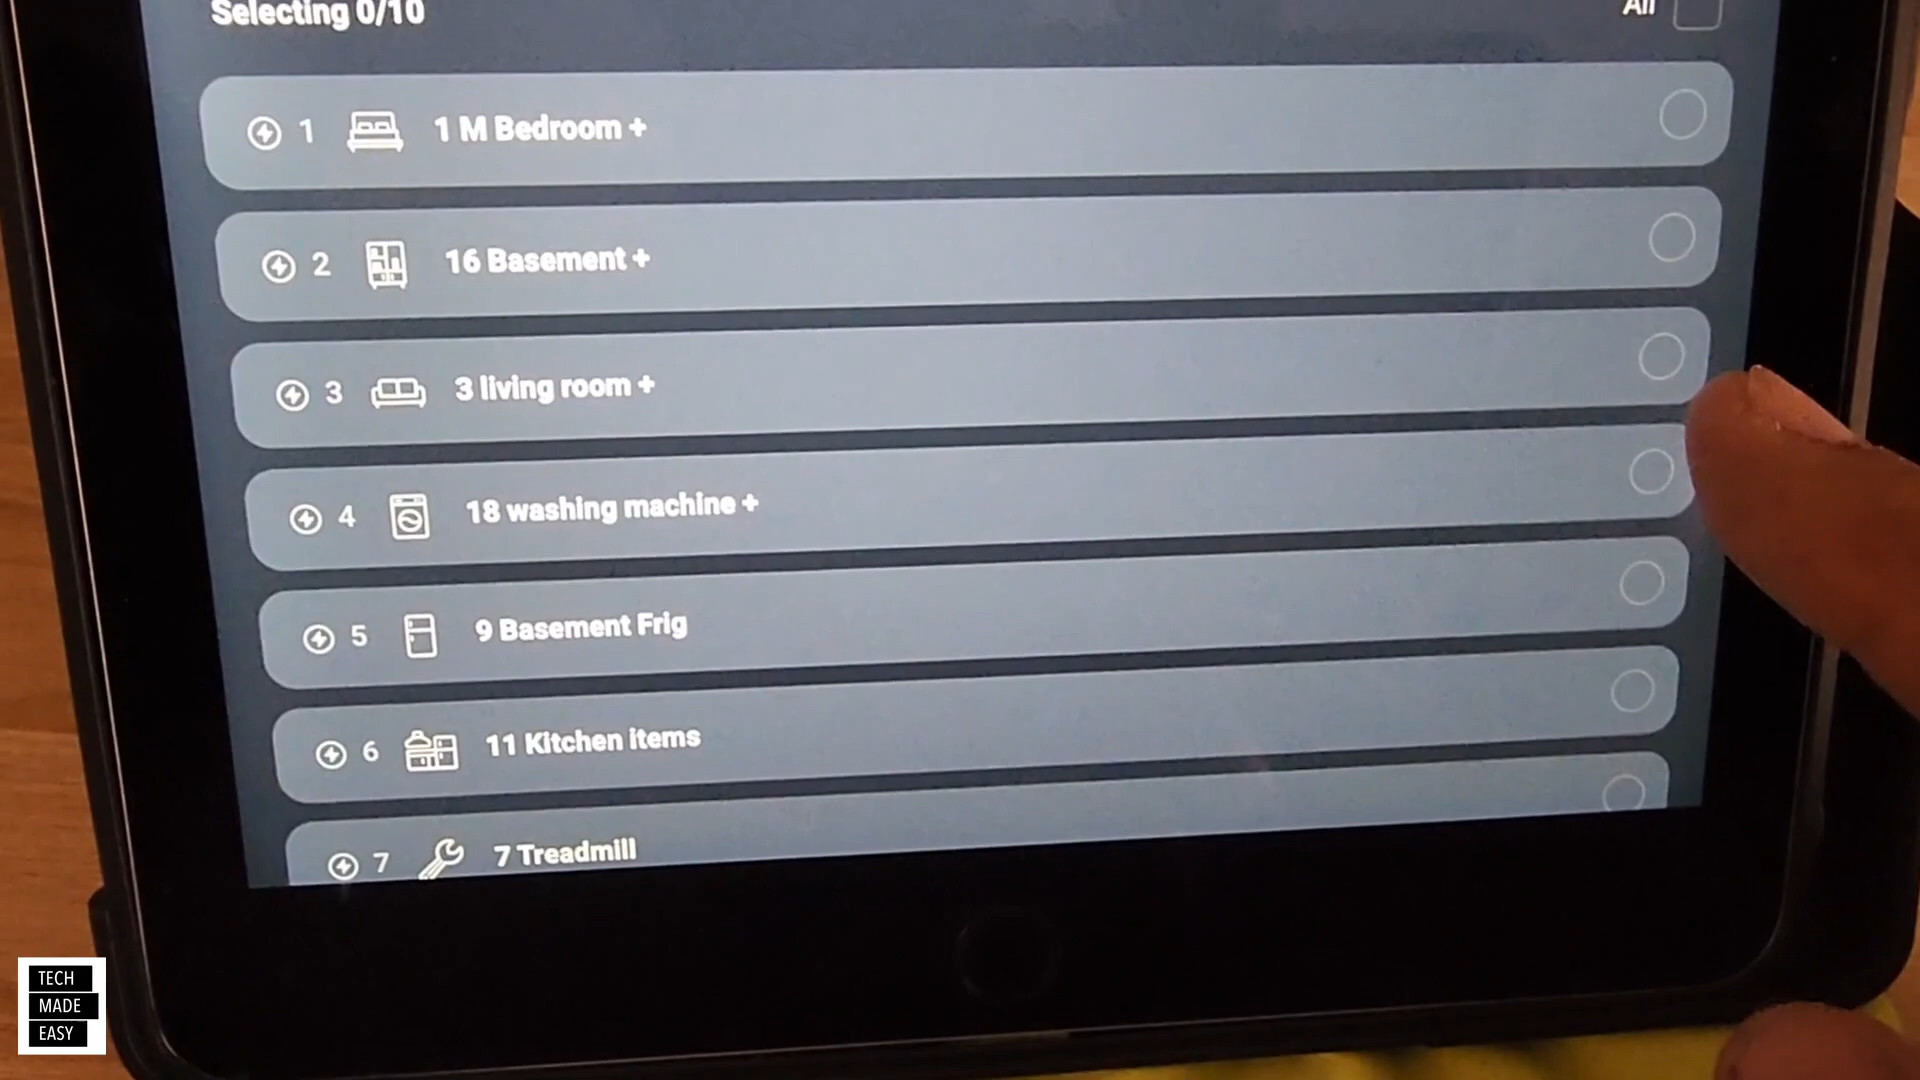 Selecting 0/10
All
1 1 M Bedroom +
2 16 Basement +
3 3 living room +
4 18 washing machine +
5 9 Basement Frig
6 11 Kitchen items
7 7 Treadmill
TECH
MADE
EASY